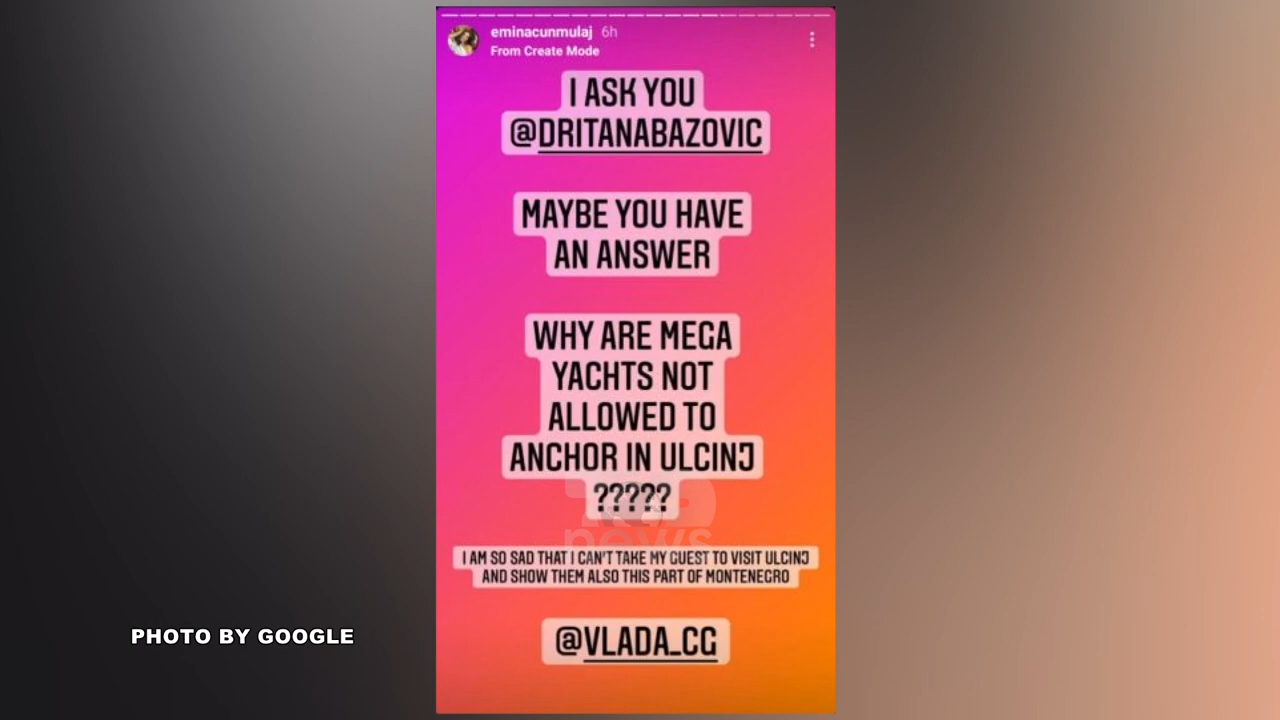 eminacunmulaj 6h
From Create Mode
I ASK YOU
@DRITANABAZOVIC
MAYBE YOU HAVE
AN ANSWER
WHY ARE MEGA
YACHTS NOT
ALLOWED TO
ANCHOR IN ULCINJ
?????
news
I AM SO SAD THAT I CAN'T TAKE MY GUEST TO VISIT ULCINJ
AND SHOW THEM ALSO THIS PART OF MONTENEGRO
PHOTO BY GOOGLE
@VLADA_CG